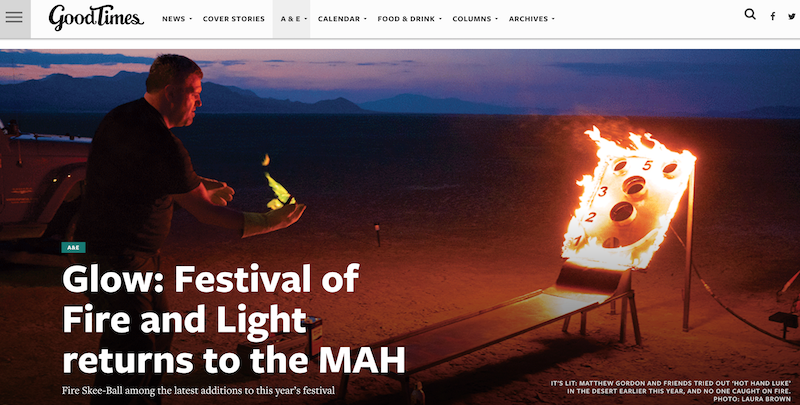 GoodTimes
NEWS COVER STORIES A & E CALENDAR FOOD & DRINK COLUMNS ARCHIVES
5
3
2
1
A&E
Glow: Festival of
Fire and Light
returns to the MAH
Fire Skee-Ball among the latest additions to this year's festival
IT'S LIT: MATTHEW GORDON AND FRIENDS TRIED OUT 'HOT HAND LUKE'
IN THE DESERT EARLIER THIS YEAR, AND NO ONE CAUGHT ON FIRE.
PHOTO: LAURA BROWN